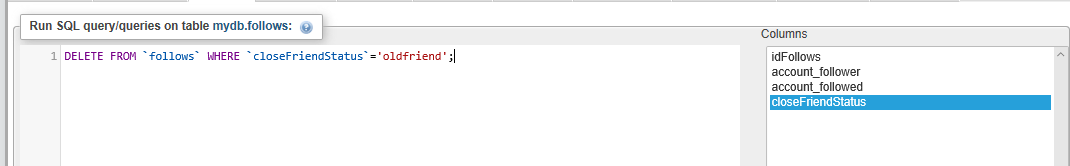 Run SQL query/queries on table mydb.follows:
Columns
1 DELETE FROM `follows` WHERE `closeFriendStatus`='oldfriend';
idFollows
account_follower
account_followed
closeFriendStatus